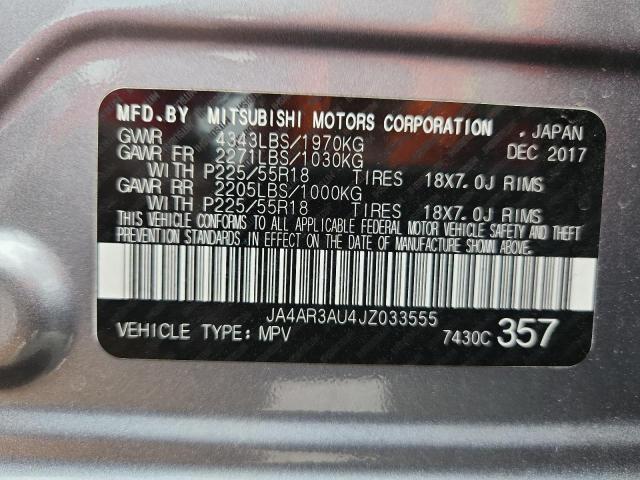 MFD.BY MITSUBISHI MOTORS CORPORATION . JAPAN
GVWR 4343LBS/1970KG DEC 2017
GAWR FR 2271LBS/1030KG
WITH P225/55R18 TIRES 18X7.0J RIMS
GAWR RR 2205LBS/1000KG
WITH P225/55R18 TIRES 18X7.0J RIMS
THIS VEHICLE CONFORMS TO ALL APPLICABLE FEDERAL MOTOR VEHICLE SAFETY AND THEFT
PREVENTION STANDARDS IN EFFECT ON THE DATE OF MANUFACTURE SHOWN ABOVE.
JA4AR3AU4JZ033555
VEHICLE TYPE: MPV 7430C 357